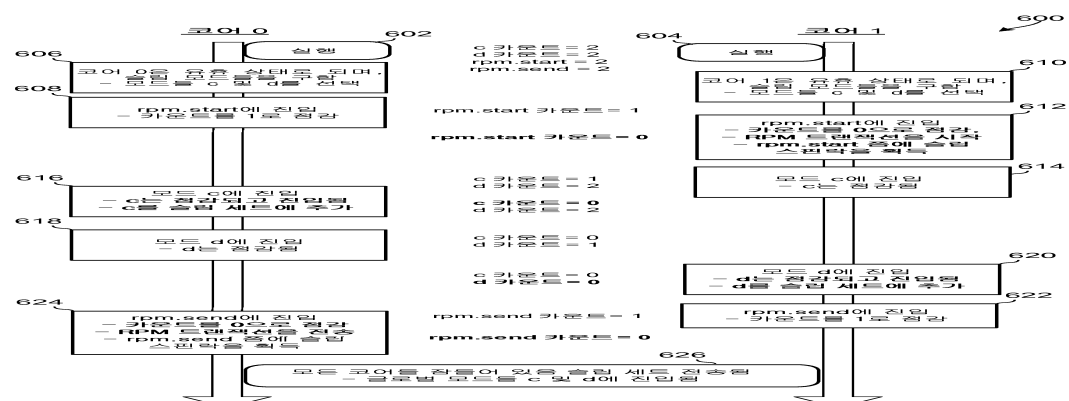 600
코어 0
코어 1
602
실행
604
실행
c 카운트 = 2
d 카운트 = 2
rpm.start = 2
rpm.send = 2
606
코어 0은 유휴 상태로 되며,
- 슬립 모드들을 구함
- 모드들 c 및 d를 선택
610
코어 1은 유휴 상태로 되며,
- 슬립 모드들을 구함
- 모드들 c 및 d를 선택
608
rpm.start에 진입
- 카운트를 1로 정감
rpm.start 카운트 = 1
612
rpm.start에 진입
- 카운트를 0으로 정감,
- RPM 트랜잭션을 시작
- rpm.start 동에 슬립
스핀락을 획득
rpm.start 카운트 = 0
614
모드 c에 진입
- c는 점감됨
c 카운트 = 1
d 카운트 = 2
616
모드 c에 진입
- c는 점감되고 진입됨
- c를 슬립 세트에 추가
c 카운트 = 0
d 카운트 = 2
618
모드 d에 진입
- d는 점감됨
c 카운트 = 0
d 카운트 = 1
620
모드 d에 진입
- d는 점감되고 진입됨
- d를 슬립 세트에 추가
c 카운트 = 0
d 카운트 = 0
622
rpm.send에 진입
- 카운트를 1로 점감
rpm.send 카운트 = 1
624
rpm.send에 진입
- 카운트를 0으로 점감
- RPM 트랜잭션을 전송
- rpm.send 동에 슬립
스핀락을 획득
rpm.send 카운트 = 0
626
모든 코어를 잠들어 있음 슬립 세트 전송됨
- 글로벌 모드들 c 및 d에 진입됨